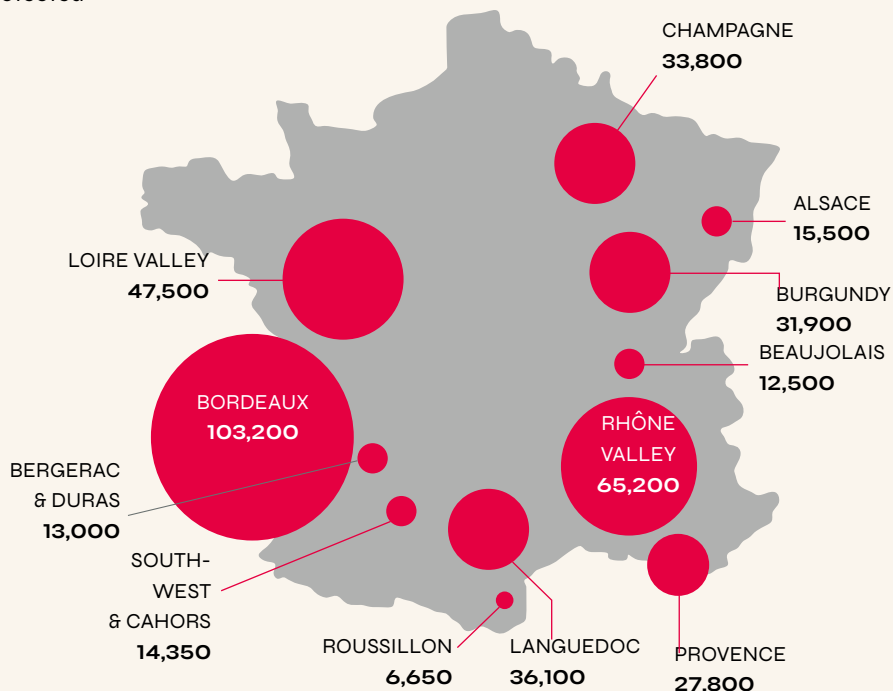 CHAMPAGNE
33,800
ALSACE
15,500
LOIRE VALLEY
47,500
BURGUNDY
31,900
BEAUJOLAIS
12,500
BORDEAUX
103,200
RHÔNE
VALLEY
65,200
BERGERAC
& DURAS
13,000
SOUTH-
WEST
& CAHORS
14,350
ROUSSILLON
6,650
LANGUEDOC
36,100
PROVENCE
27,800